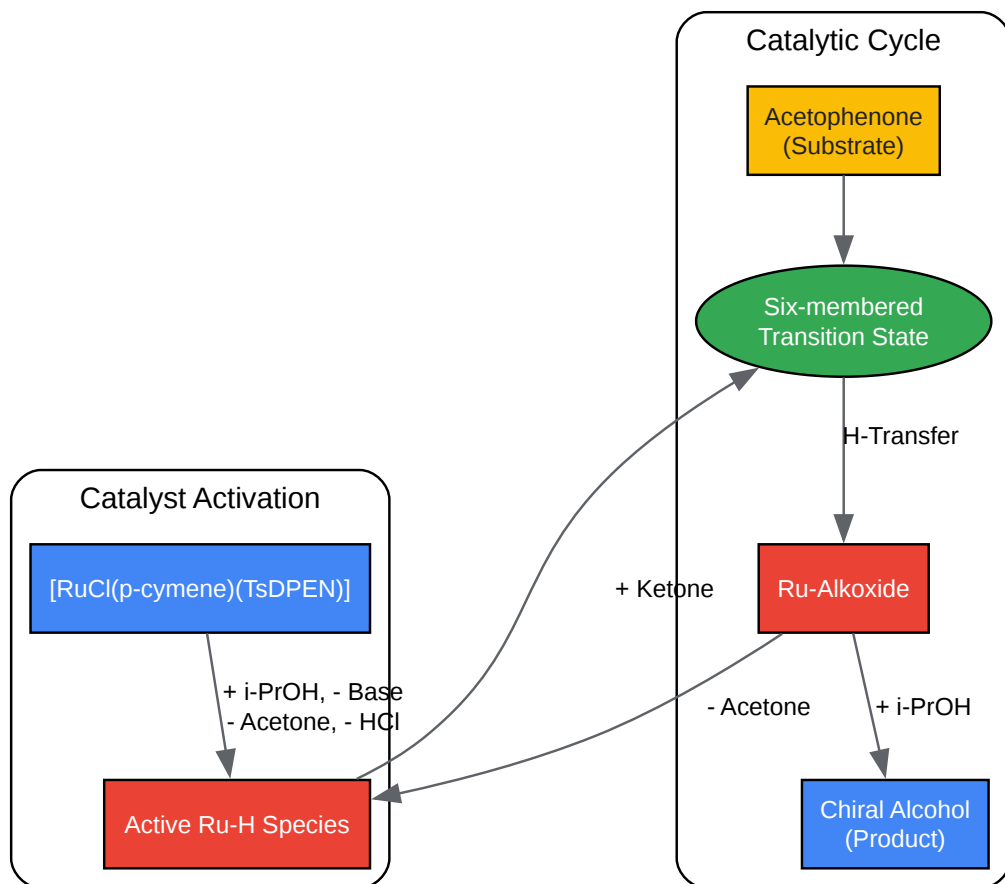 Catalytic Cycle
Acetophenone
(Substrate)
Six-membered
Transition State
H-Transfer
Catalyst Activation
[RuCl(p-cymene)(TsDPEN)]
+ Ketone
Ru-Alkoxide
+ i-PrOH, - Base
- Acetone, - HCl
- Acetone
+ i-PrOH
Active Ru-H Species
Chiral Alcohol
(Product)